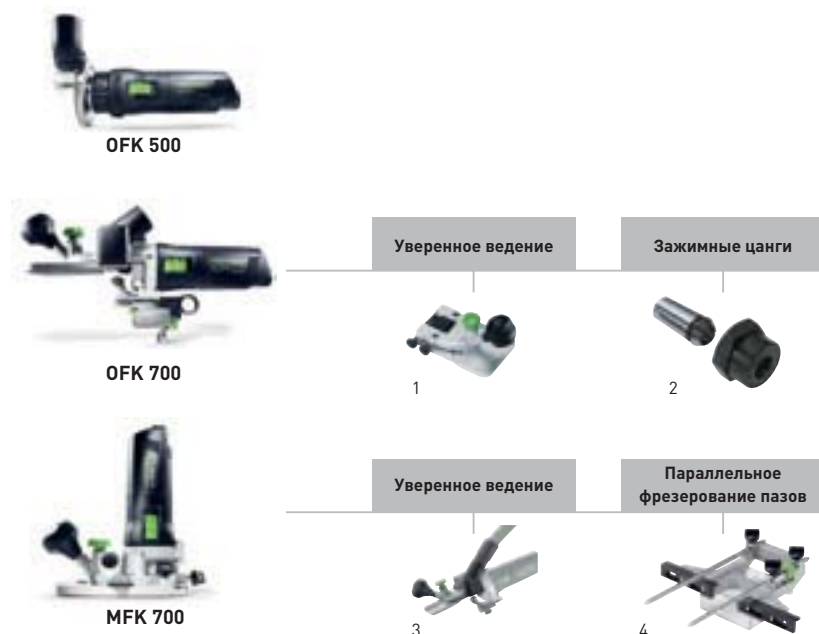 OFK 500
Уверенное ведение
Зажимные цанги
1
2
OFK 700
Уверенное ведение
Параллельное
фрезерование пазов
3
4
MFK 700